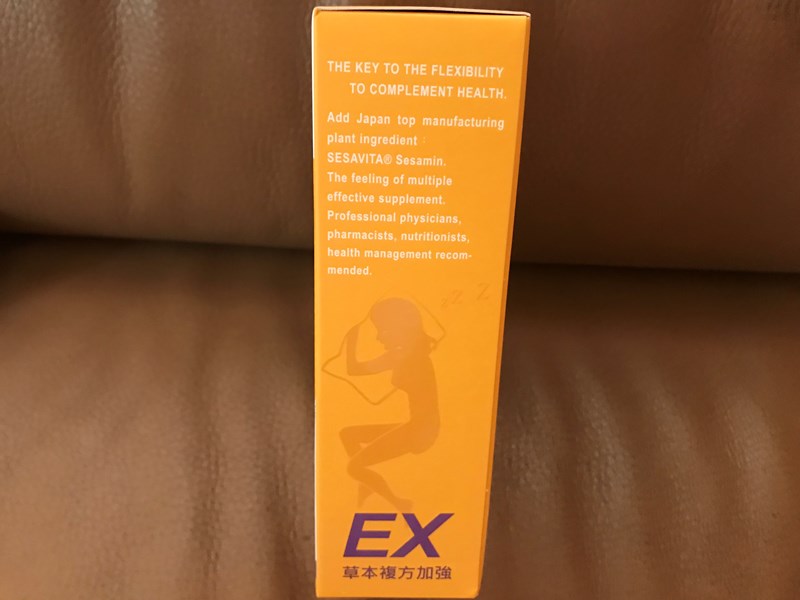 THE KEY TO THE FLEXIBILITY
TO COMPLEMENT HEALTH.
Add Japan top manufacturing
plant ingredient :
SESAVITA® Sesamin.
The feeling of multiple
effective supplement.
Professional physicians,
pharmacists, nutritionists,
health management recom-
mended.
zZ Z
EX
草本複方加強